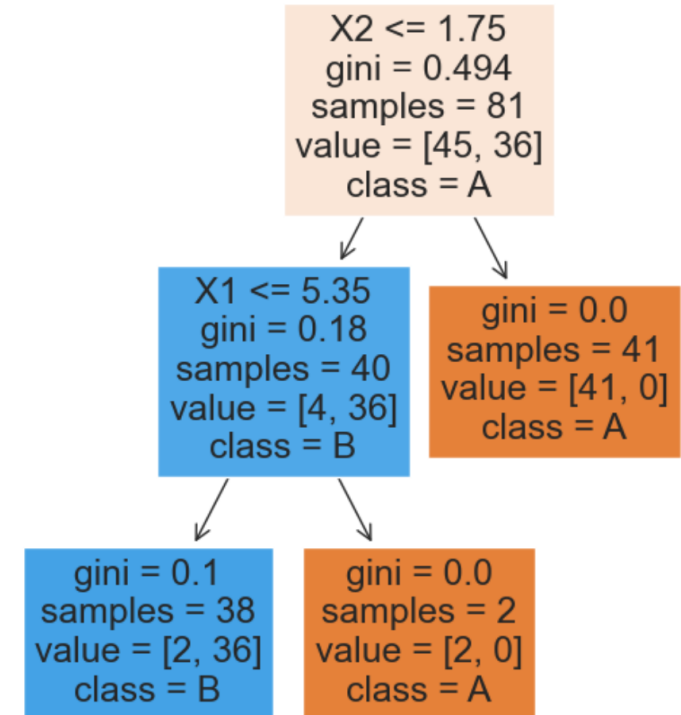 X2 <= 1.75
gini = 0.494
samples = 81
value = [45, 36]
class = A
X1 <= 5.35
gini = 0.18
samples = 40
value = [4, 36]
class = B
gini = 0.0
samples = 41
value = [41, 0]
class = A
gini = 0.1
samples = 38
value = [2, 36]
class = B
gini = 0.0
samples = 2
value = [2, 0]
class = A